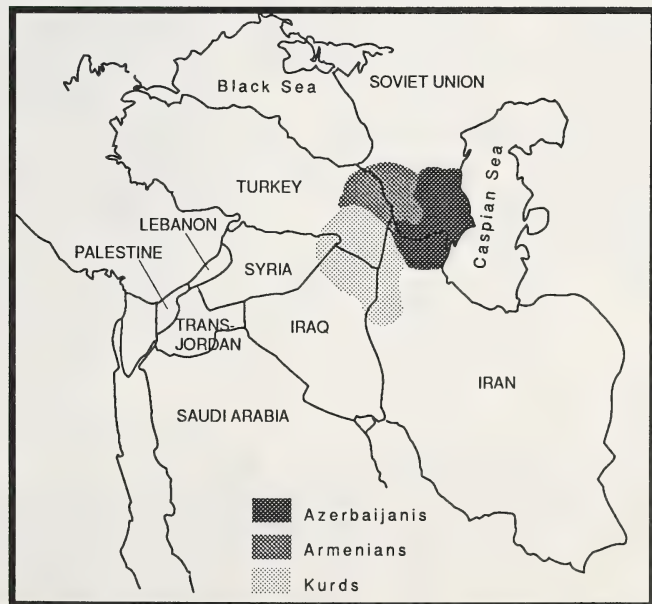 Black Sea
SOVIET UNION
Caspian Sea
TURKEY
LEBANON
PALESTINE
SYRIA
TRANS-
JORDAN
IRAQ
IRAN
SAUDI ARABIA
Azerbaijanis
Armenians
Kurds